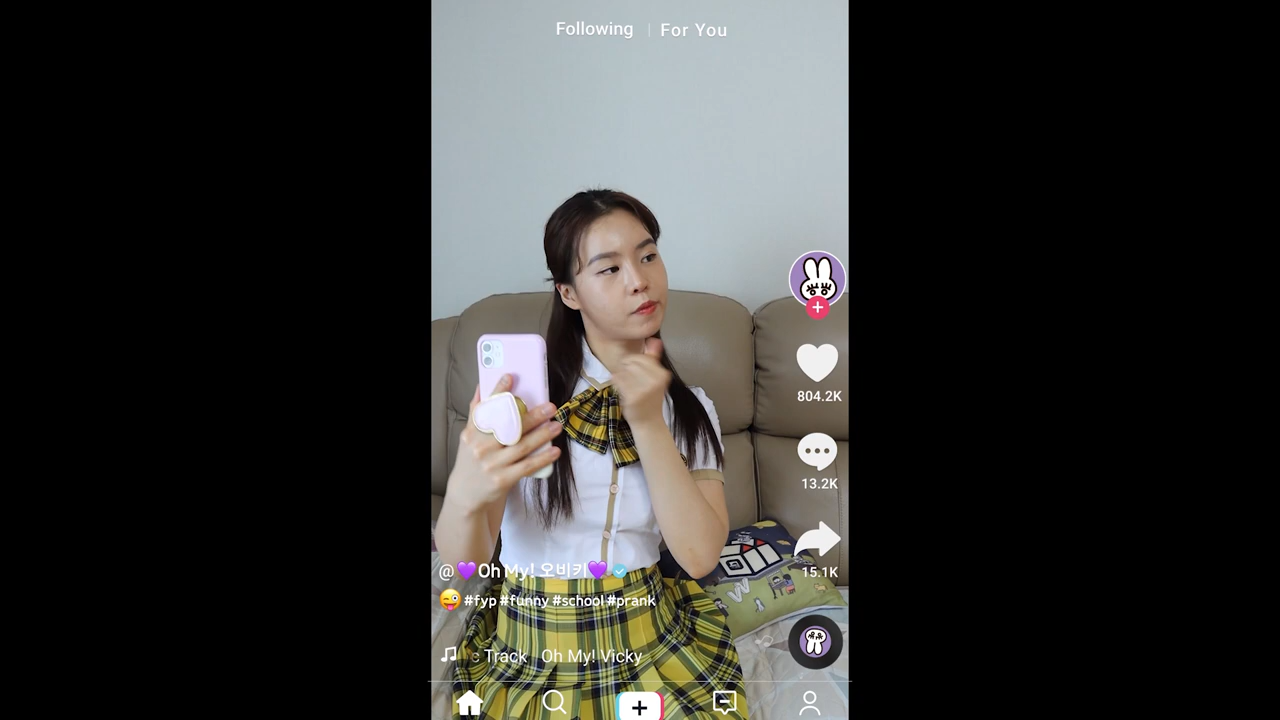 Following | For You
804.2K
13.2K
15.1K
@💜Oh My! 오비키💜
😜 #fyp #funny #school #prank
Track Oh My! Vicky